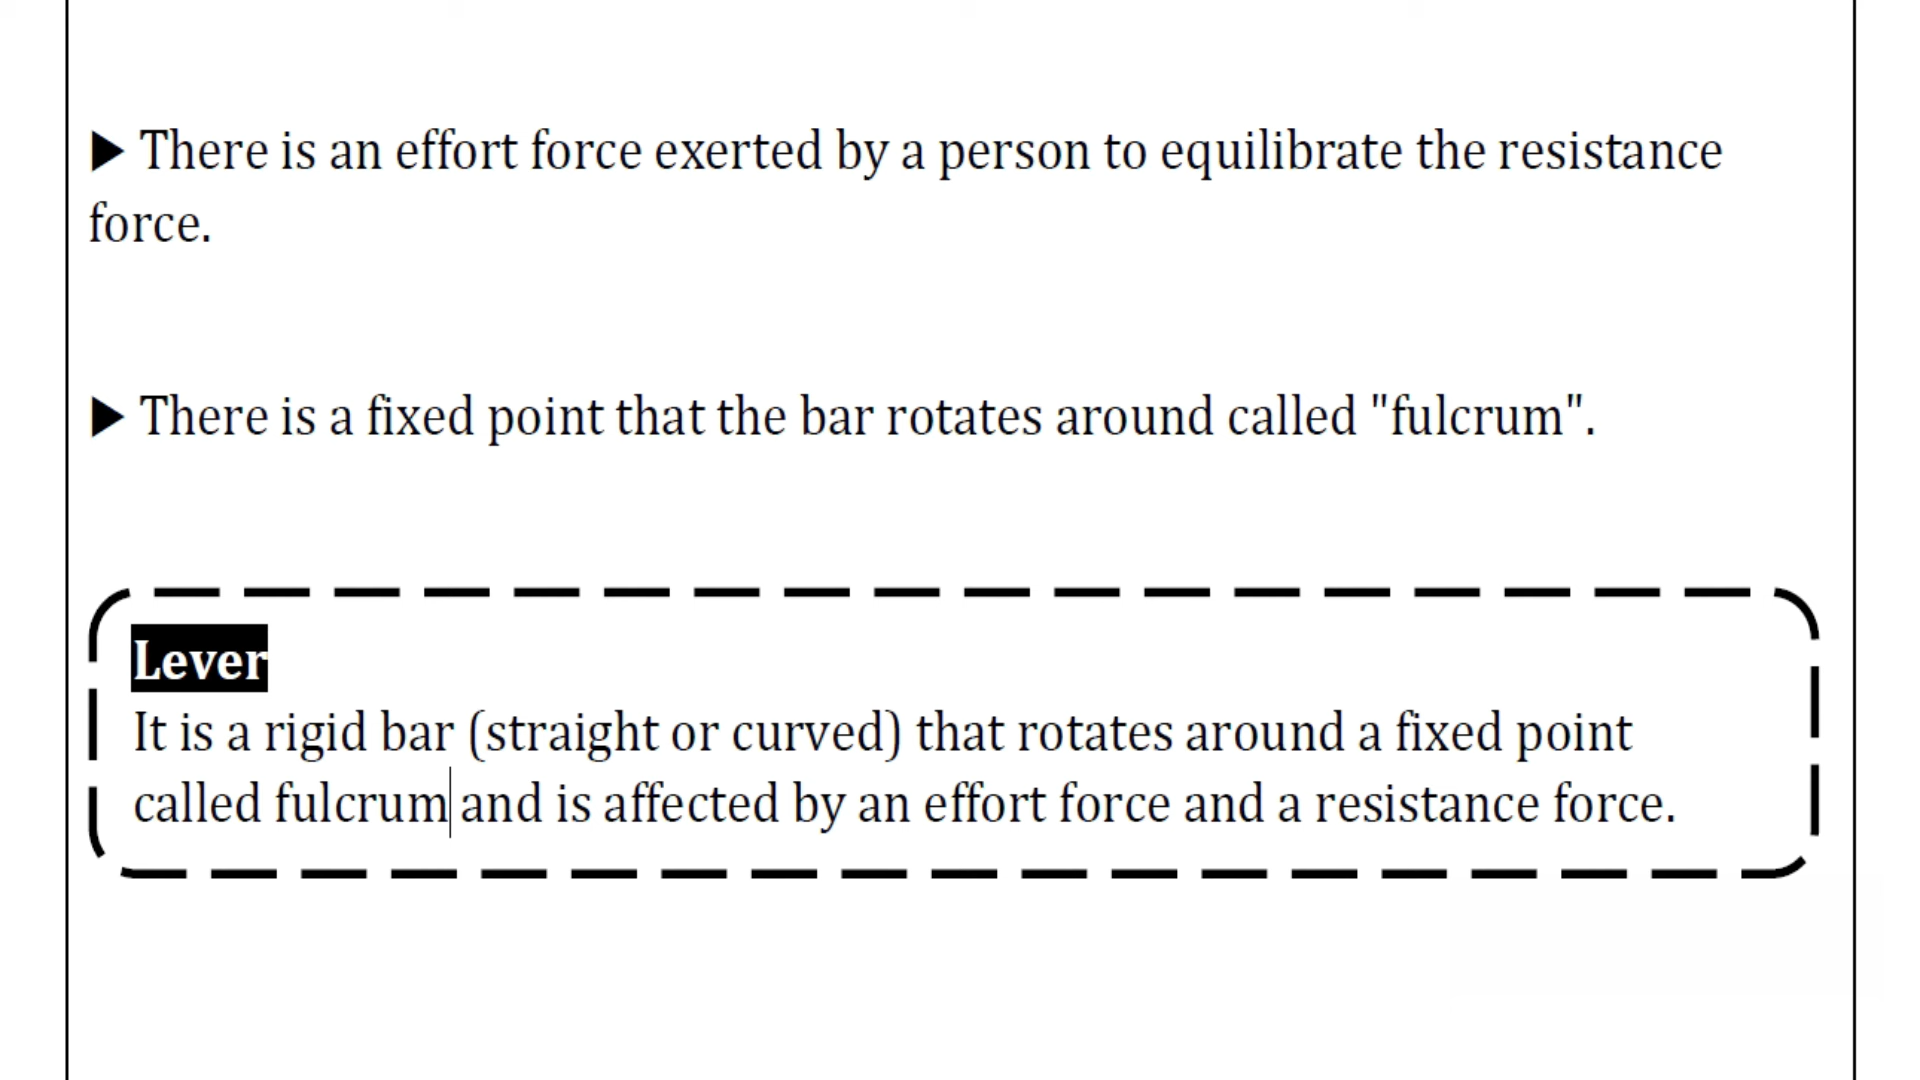 ▶ There is an effort force exerted by a person to equilibrate the resistance
force.
▶ There is a fixed point that the bar rotates around called "fulcrum".
Lever
It is a rigid bar (straight or curved) that rotates around a fixed point
called fulcrum and is affected by an effort force and a resistance force.